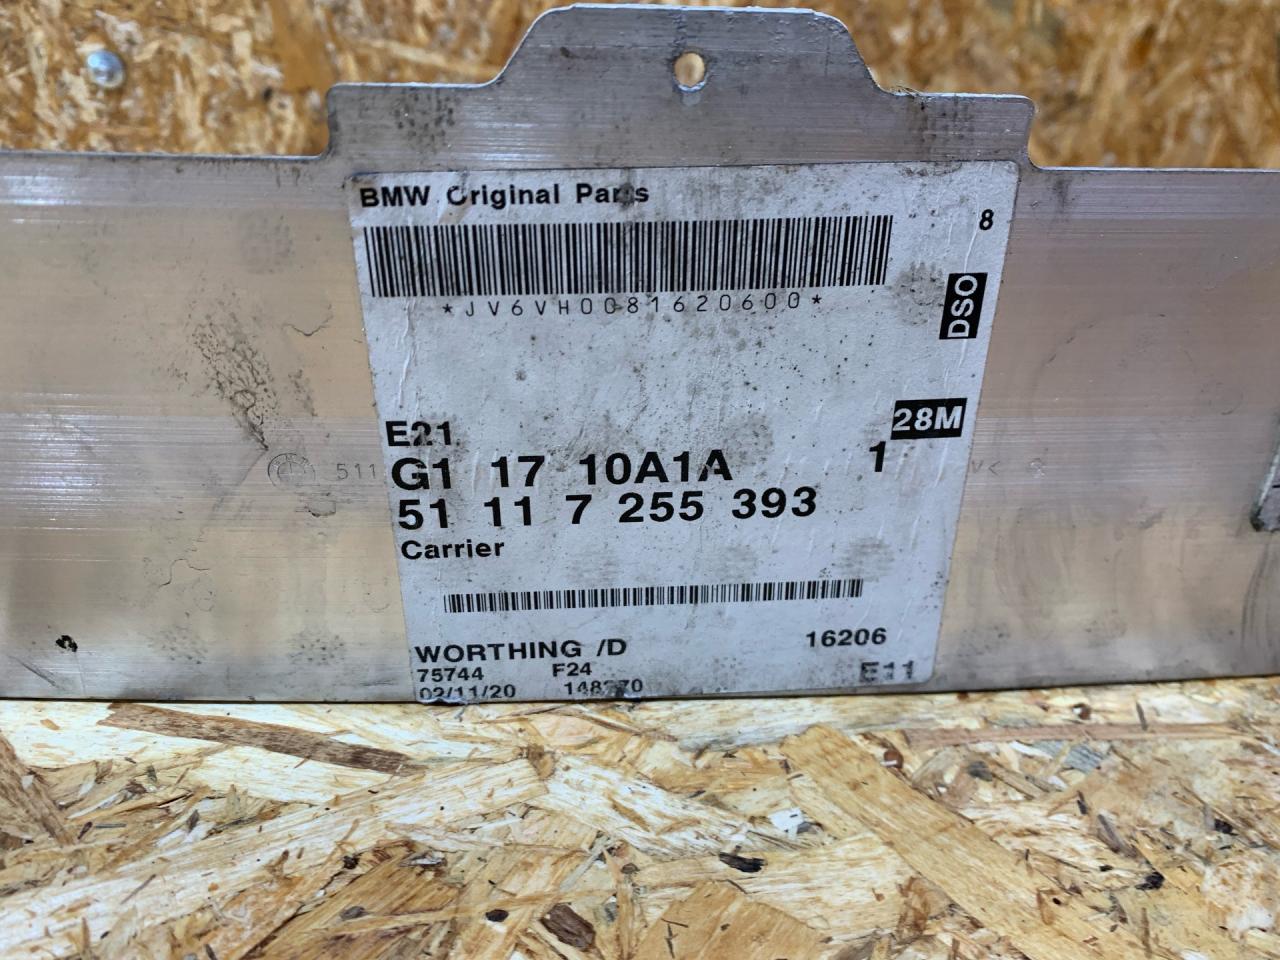 BMW Original Parts
8
*JV6VH0081620600*
DSO
28M
E21
G1 17 10A1A 1
51 11 7 255 393
Carrier
511
WORTHING /D 16206
75744 F24 E11
02/11/20